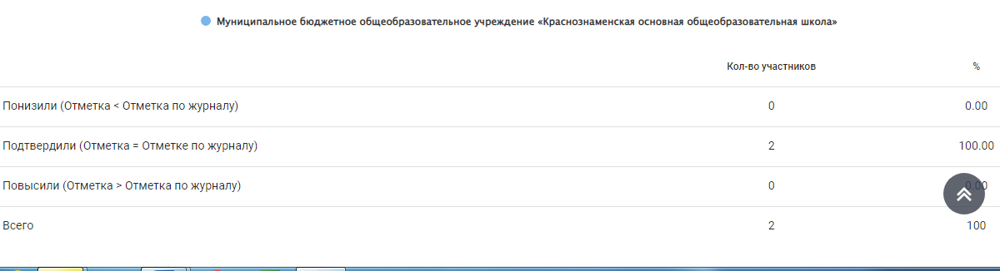 Муниципальное бюджетное общеобразовательное учреждение «Краснознаменская основная общеобразовательная школа»
Кол-во участников %
Понизили (Отметка < Отметка по журналу) 0 0.00
Подтвердили (Отметка = Отметке по журналу) 2 100.00
Повысили (Отметка > Отметка по журналу) 0 0.00
Всего 2 100